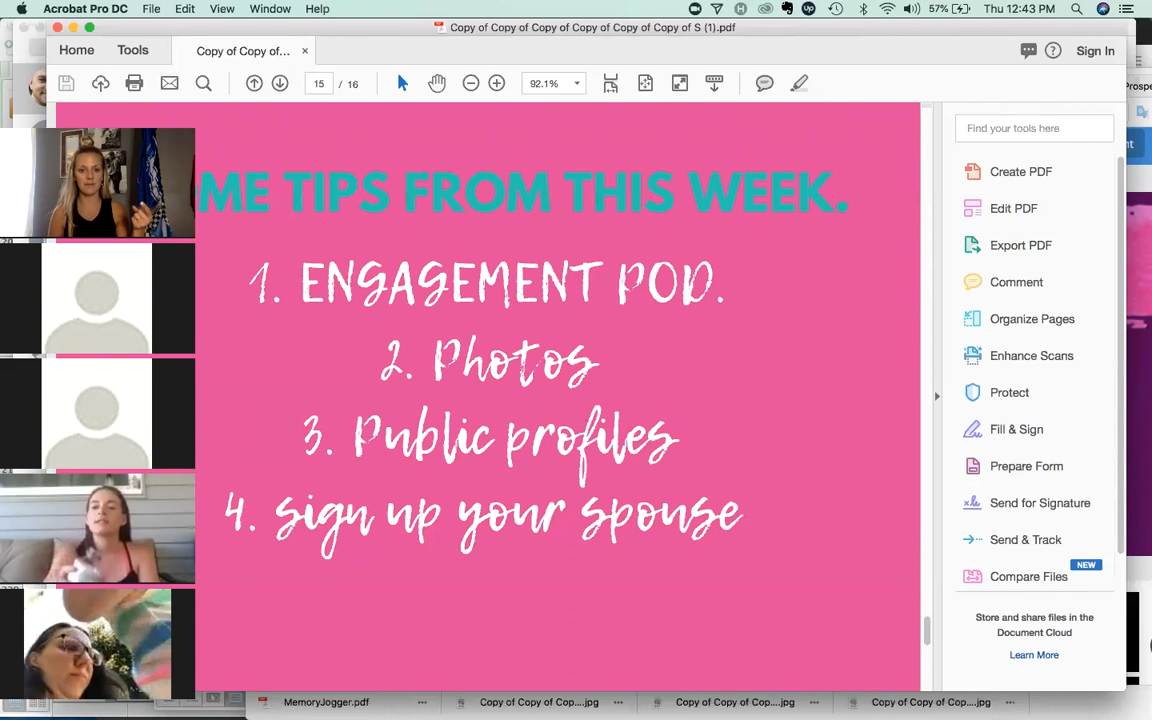 Acrobat Pro DC File Edit View Window Help 57% Thu 12:43 PM
Copy of Copy of Copy of Copy of Copy of Copy of S (1).pdf
Home Tools Copy of Copy of... × Sign In
15 / 16 92.1%
ME TIPS FROM THIS WEEK.
1. ENGAGEMENT POD.
2. Photos
3. Public profiles
4. sign up your spouse
Find your tools here
Create PDF
Edit PDF
Export PDF
Comment
Organize Pages
Enhance Scans
Protect
Fill & Sign
Prepare Form
Send for Signature
Send & Track
NEW
Compare Files
Store and share files in the
Document Cloud
Learn More
Prospe
MemoryJogger.pdf Copy of Copy of Cop....jpg Copy of Copy of Cop....jpg Copy of Copy of Cop....jpg